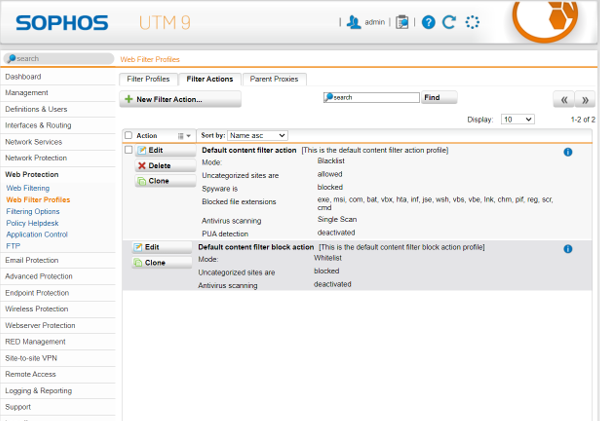 SOPHOS UTM 9 admin
search
Web Filter Profiles
Dashboard
Management
Definitions & Users
Interfaces & Routing
Network Services
Network Protection
Web Protection
Web Filtering
Web Filter Profiles
Filtering Options
Policy Helpdesk
Application Control
FTP
Email Protection
Advanced Protection
Endpoint Protection
Wireless Protection
Webserver Protection
RED Management
Site-to-site VPN
Remote Access
Logging & Reporting
Support
Filter Profiles Filter Actions Parent Proxies
New Filter Action... search Find
Display: 10 1-2 of 2
Action Sort by: Name asc
Edit Default content filter action [This is the default content filter action profile]
Mode: Blacklist
Delete Uncategorized sites are allowed
Clone Spyware is blocked
Blocked file extensions exe, msi, com, bat, vbx, hta, inf, jse, wsh, vbs, vbe, lnk, chm, pif, reg, scr,
cmd
Antivirus scanning Single Scan
PUA detection deactivated
Edit Default content filter block action [This is the default content filter block action profile]
Mode: Whitelist
Clone Uncategorized sites are blocked
Antivirus scanning deactivated